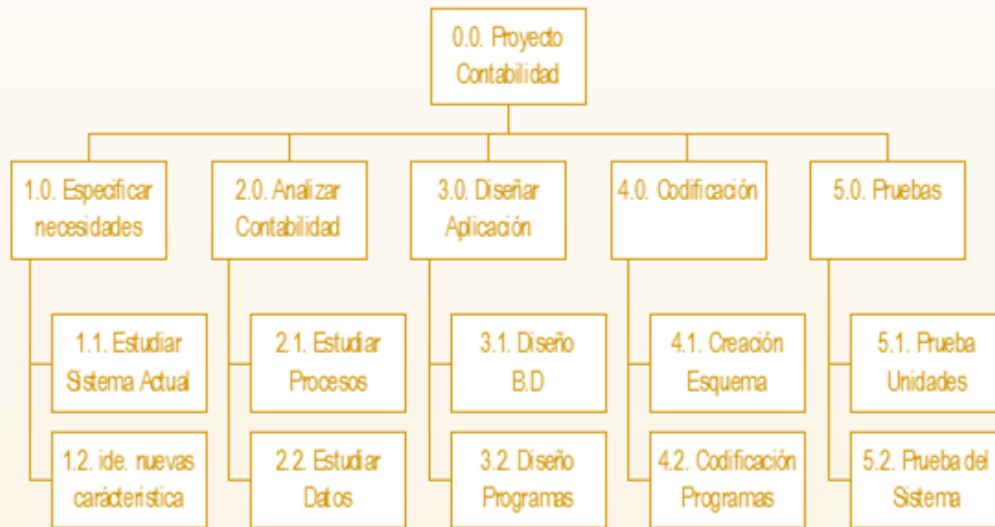 0.0. Proyecto
Contabilidad
1.0. Especificar
necesidades
2.0. Analizar
Contabilidad
3.0. Diseñar
Aplicación
4.0. Codificación
5.0. Pruebas
1.1. Estudiar
Sistema Actual
2.1. Estudiar
Procesos
3.1. Diseño
B.D
4.1. Creación
Esquema
5.1. Prueba
Unidades
1.2. ide. nuevas
carácteristica
2.2. Estudiar
Datos
3.2. Diseño
Programas
4.2. Codificación
Programas
5.2. Prueba del
Sistema